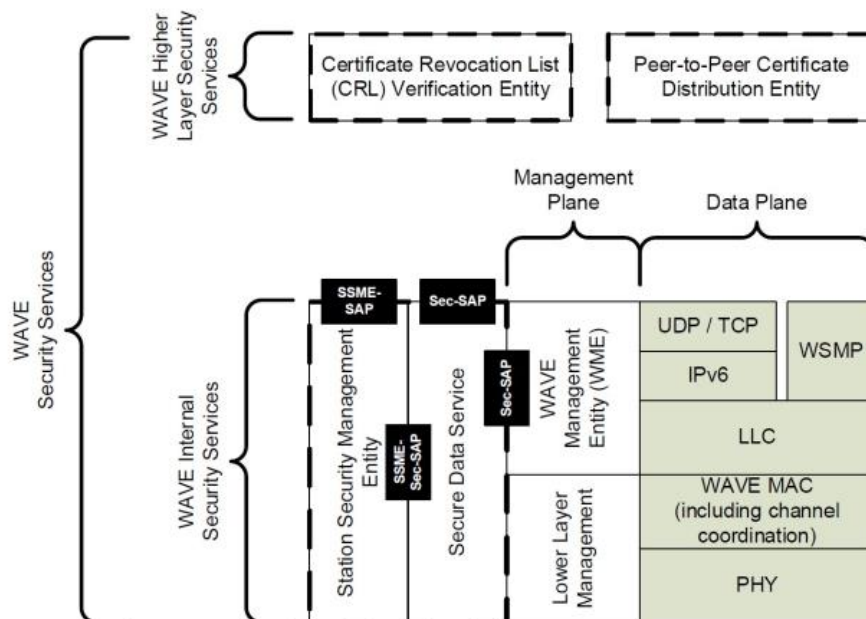 WAVE Higher
Layer Security
Services
Certificate Revocation List
(CRL) Verification Entity
Peer-to-Peer Certificate
Distribution Entity
Management
Plane
Data Plane
WAVE
Security Services
WAVE Internal
Security Services
SSME-
SAP
Sec-SAP
Station Security Management
Entity
SSME-
Sec-SAP
Secure Data Service
Sec-SAP
WAVE
Management
Entity (WME)
Lower Layer
Management
UDP / TCP
IPv6
WSMP
LLC
WAVE MAC
(including channel
coordination)
PHY